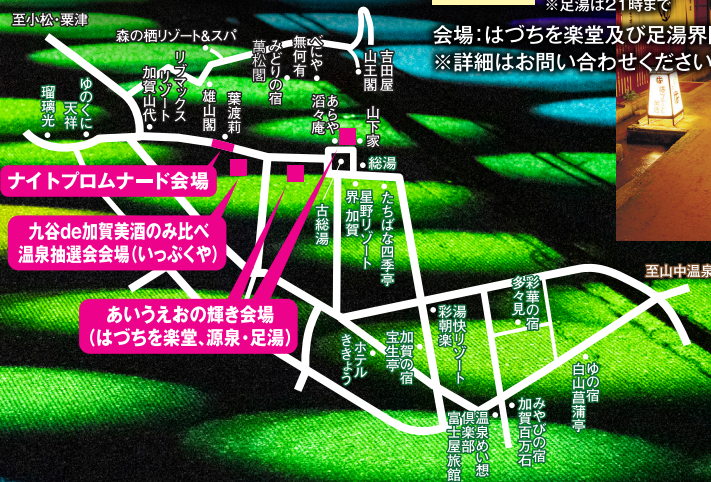 ※足湯は21時まで
会場：はづちを楽堂及び足湯界隈
※詳細はお問い合わせください
至小松・粟津
森の栖リゾート&スパ
リブマックス
リゾート
加賀山代
雄山閣
葉渡莉
萬松閣
みどりの宿
無何有
べにや
吉田屋
山王閣
あらや
滔々庵
山下家
ゆのくに
天祥
瑠璃光
総湯
古総湯
星野リゾート
界 加賀
たちばな四季亭
ナイトプロムナード会場
九谷de加賀美酒のみ比べ
温泉抽選会会場(いっぷくや)
あいうえおの輝き会場
(はづちを楽堂、源泉・足湯)
至山中温泉
彩華の宿
多々見
湯快リゾート
彩朝楽
加賀の宿
宝生亭
ホテル
ききょう
ゆの宿
白山菖蒲亭
みやびの宿
加賀百万石
温泉めい想
倶楽部
富士屋旅館